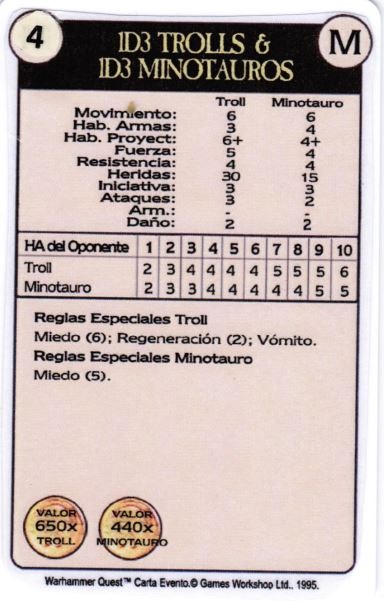 4
1D3 TROLLS &
1D3 MINOTAUROS
M
Troll Minotauro
Movimiento: 6 6
Hab. Armas: 3 4
Hab. Proyect: 6+ 4+
Fuerza: 5 4
Resistencia: 4 4
Heridas: 30 15
Iniciativa: 3 3
Ataques: 3 2
Arm.: - -
Daño: 2 2
HA del Oponente 1 2 3 4 5 6 7 8 9 10
Troll 2 3 4 4 4 4 5 5 5 6
Minotauro 2 3 3 4 4 4 4 4 5 5
Reglas Especiales Troll
Miedo (6); Regeneración (2); Vómito.
Reglas Especiales Minotauro
Miedo (5).
VALOR
650x
TROLL
VALOR
440x
MINOTAURO
Warhammer Quest™ Carta Evento.© Games Workshop Ltd.. 1995.